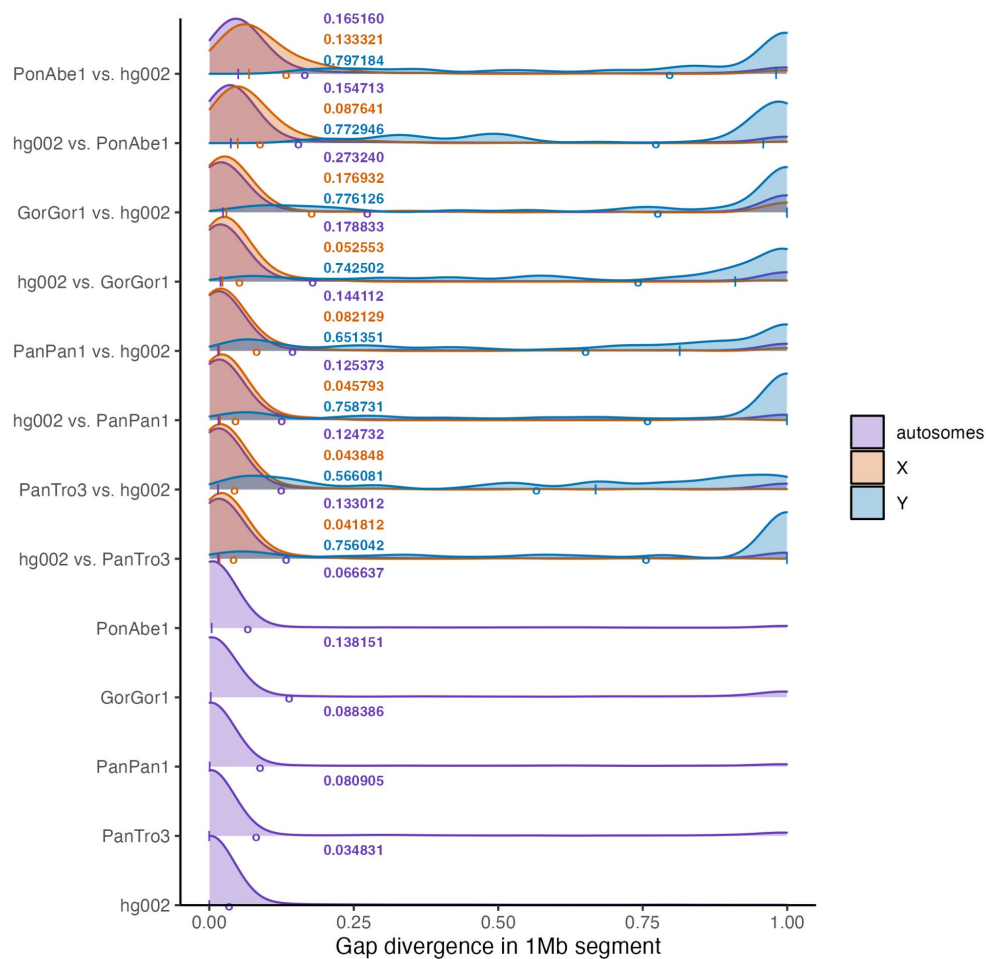 0.165160
0.133321
0.797184
PonAbe1 vs. hg002
0.154713
0.087641
0.772946
hg002 vs. PonAbe1
0.273240
0.176932
0.776126
GorGor1 vs. hg002
0.178833
0.052553
0.742502
hg002 vs. GorGor1
0.144112
0.082129
0.651351
PanPan1 vs. hg002
0.125373
0.045793
0.758731
hg002 vs. PanPan1
0.124732
0.043848
0.566081
PanTro3 vs. hg002
0.133012
0.041812
0.756042
hg002 vs. PanTro3
0.066637
PonAbe1
0.138151
GorGor1
0.088386
PanPan1
0.080905
PanTro3
0.034831
hg002
0.00 0.25 0.50 0.75 1.00
Gap divergence in 1Mb segment
autosomes
X
Y